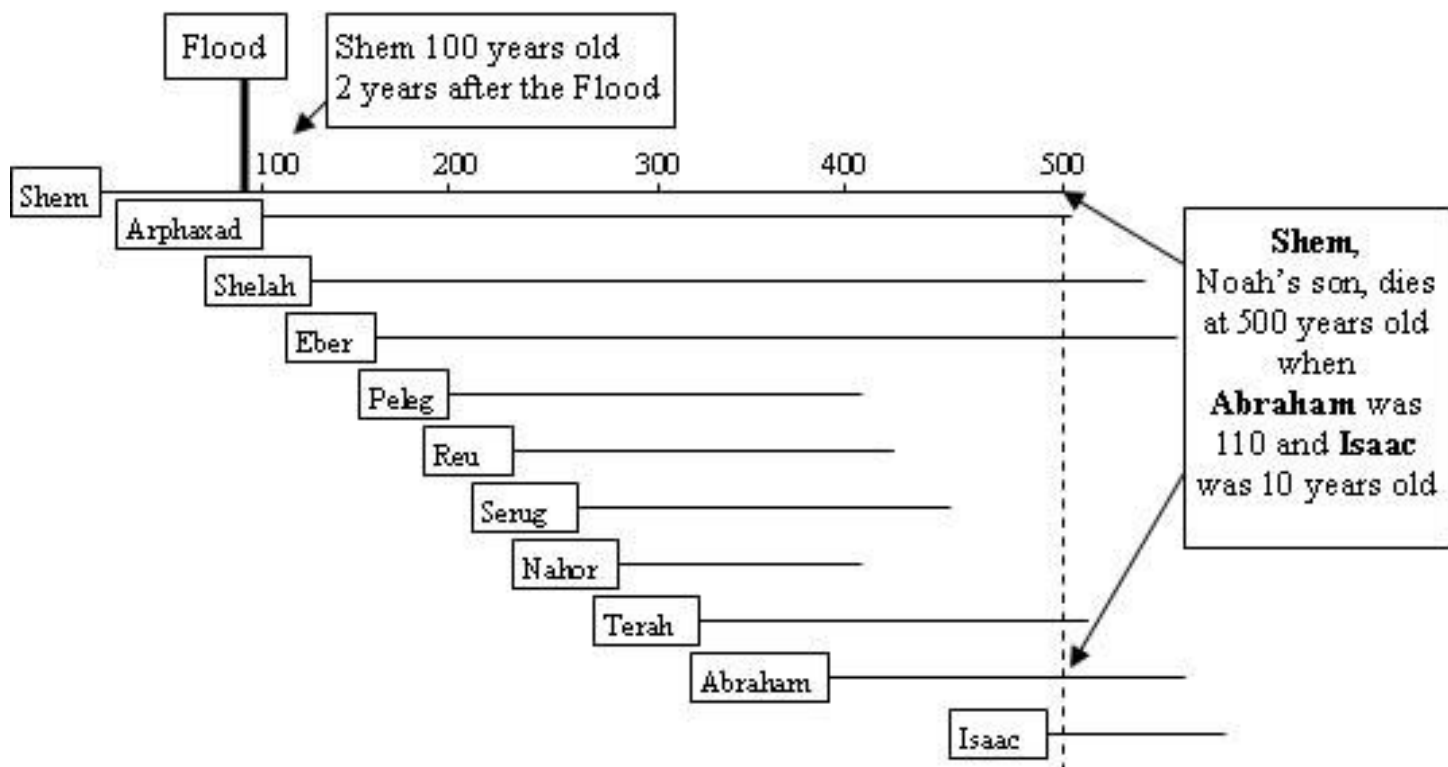 Flood
Shem 100 years old
2 years after the Flood
100 200 300 400 500
Shem
Arphaxad
Shelah
Eber
Peleg
Reu
Serug
Nahor
Terah
Abraham
Isaac
Shem,
Noah's son, dies
at 500 years old
when
Abraham was
110 and Isaac
was 10 years old